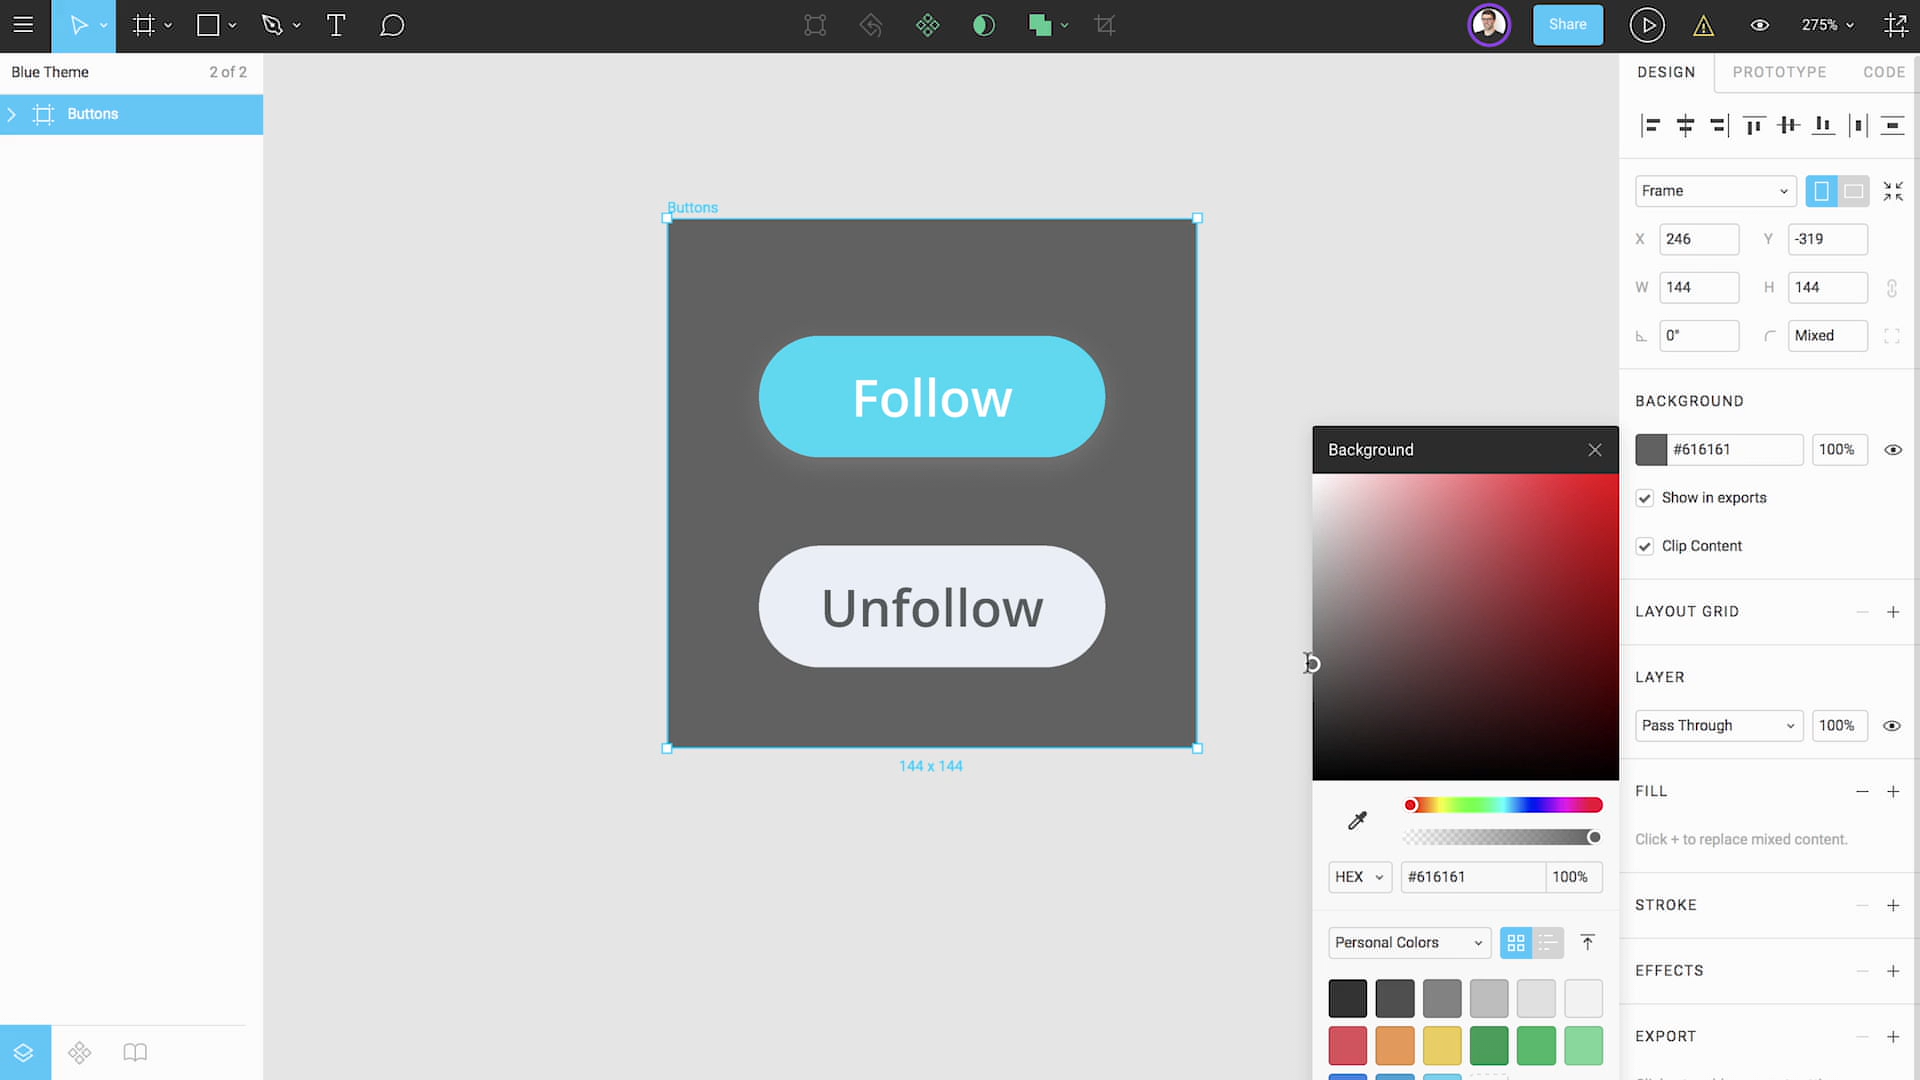 Share
275%
Blue Theme
2 of 2
DESIGN
PROTOTYPE
CODE
Buttons
Frame
Buttons
X
246
Y
-319
W
144
H
144
0°
Mixed
Follow
BACKGROUND
Background
#616161
100%
Show in exports
Clip Content
Unfollow
LAYOUT GRID
LAYER
Pass Through
100%
144 x 144
FILL
Click + to replace mixed content.
HEX
#616161
100%
STROKE
Personal Colors
EFFECTS
EXPORT